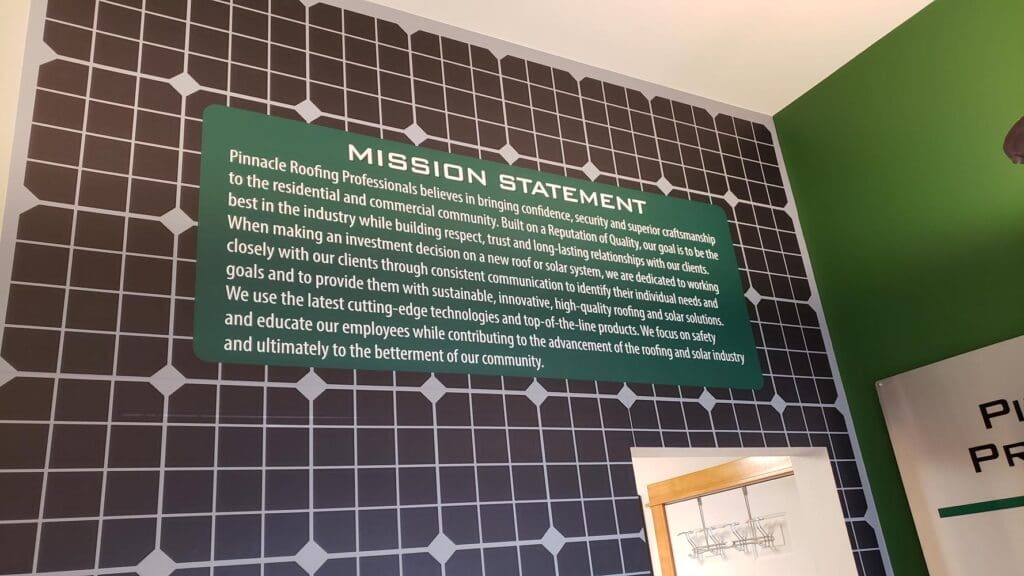 MISSION STATEMENT
Pinnacle Roofing Professionals believes in bringing confidence, security and superior craftsmanship
to the residential and commercial community. Built on a Reputation of Quality, our goal is to be the
best in the industry while building respect, trust and long-lasting relationships with our clients.
When making an investment decision on a new roof or solar system, we are dedicated to working
closely with our clients through consistent communication to identify their individual needs and
goals and to provide them with sustainable, innovative, high-quality roofing and solar solutions.
We use the latest cutting-edge technologies and top-of-the-line products. We focus on safety
and educate our employees while contributing to the advancement of the roofing and solar industry
and ultimately to the betterment of our community.